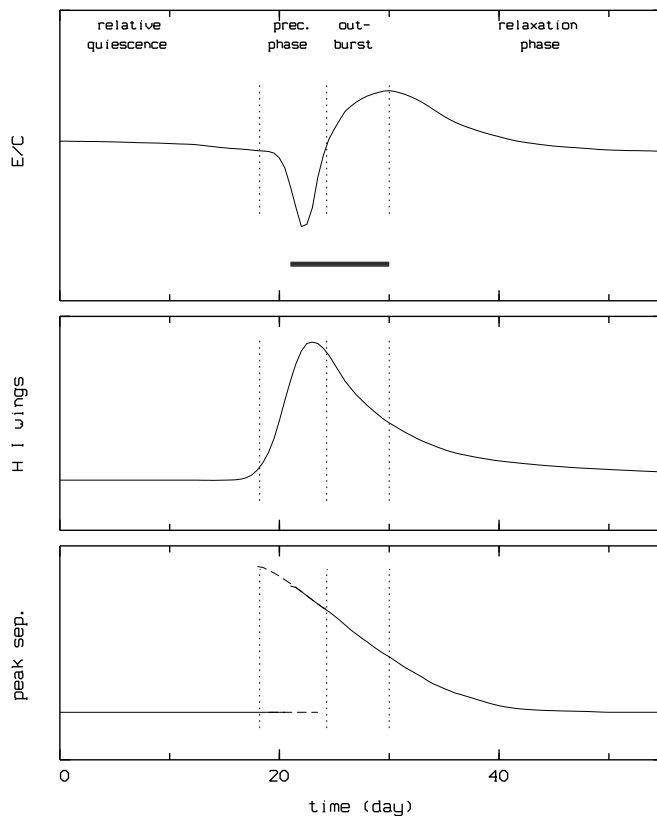 relative
quiescence
prec.
phase
out-
burst
relaxation
phase
E/C
H I wings
peak sep.
0
20
40
time (day)